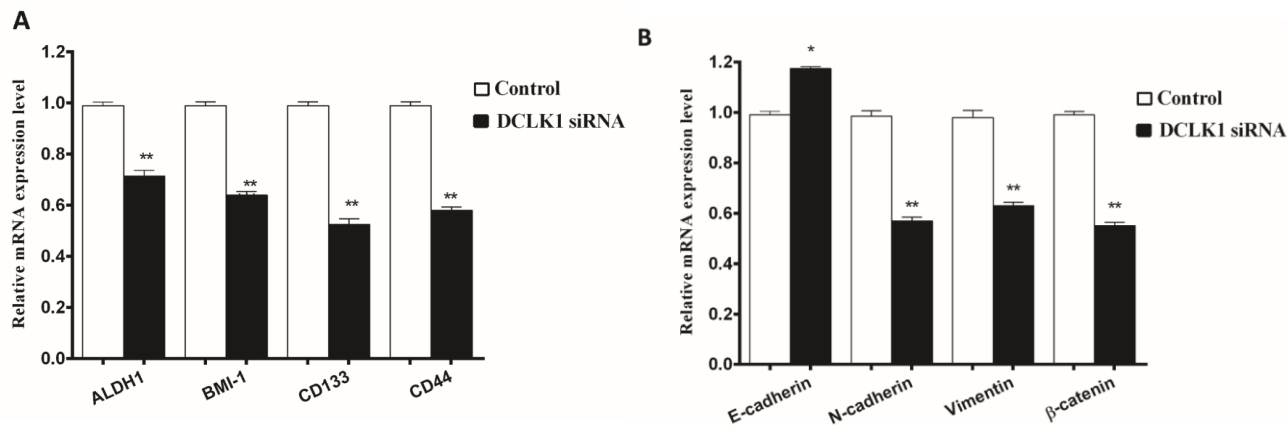 A
Relative mRNA expression level
1.2
1.0
0.8
0.6
0.4
0.2
0.0
**
**
**
**
Control
DCLK1 siRNA
ALDH1
BMI-1
CD133
CD44
B
Relative mRNA expression level
1.2
1.0
0.8
0.6
0.4
0.2
0.0
*
**
**
**
Control
DCLK1 siRNA
E-cadherin
N-cadherin
Vimentin
β-catenin